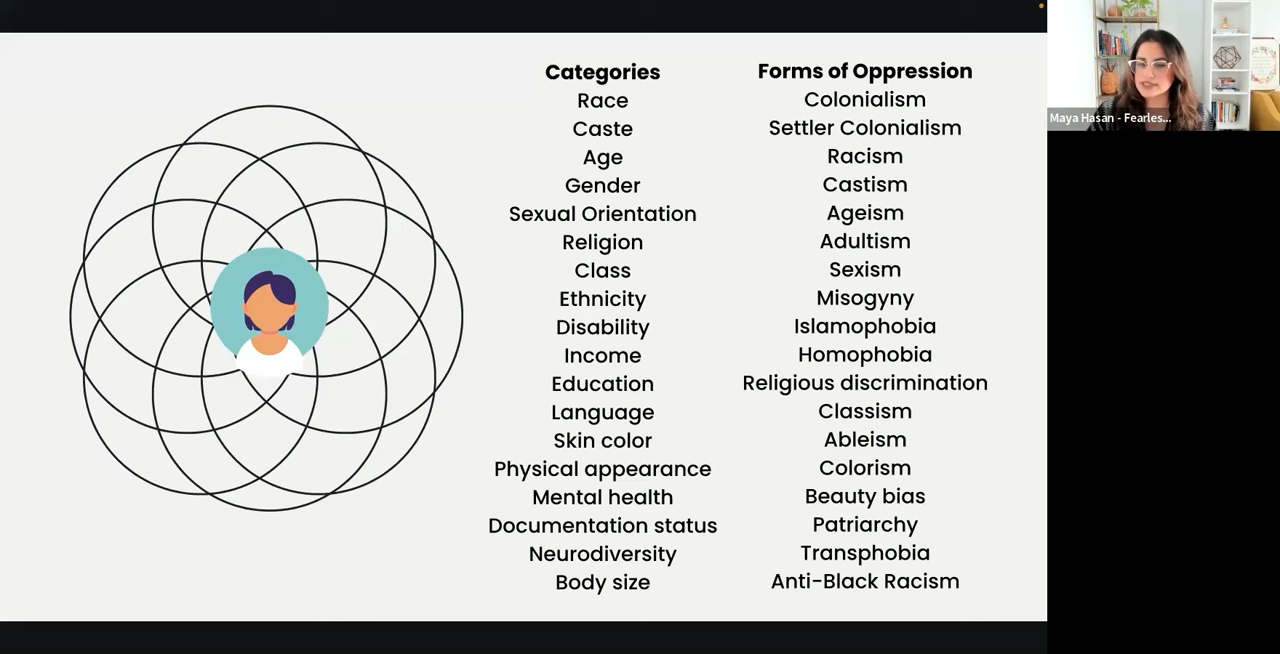 Categories
Race
Caste
Age
Gender
Sexual Orientation
Religion
Class
Ethnicity
Disability
Income
Education
Language
Skin color
Physical appearance
Mental health
Documentation status
Neurodiversity
Body size
Forms of Oppression
Colonialism
Settler Colonialism
Racism
Castism
Ageism
Adultism
Sexism
Misogyny
Islamophobia
Homophobia
Religious discrimination
Classism
Ableism
Colorism
Beauty bias
Patriarchy
Transphobia
Anti-Black Racism
Maya Hasan - Fearles...